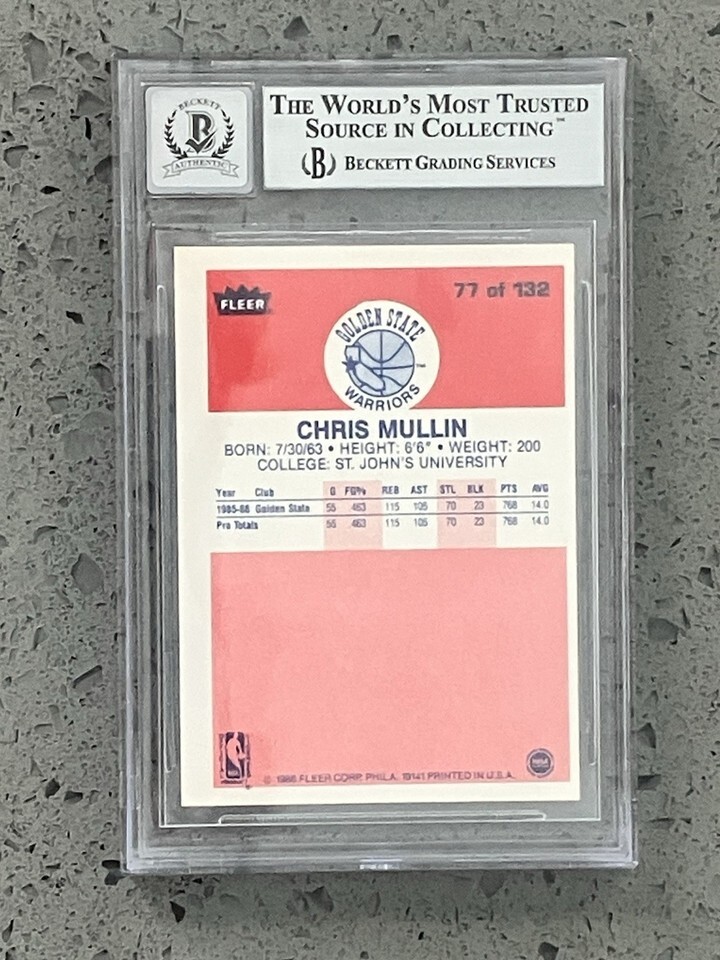 BECKETT
B
AUTHENTIC
THE WORLD'S MOST TRUSTED
SOURCE IN COLLECTING™
(B) BECKETT GRADING SERVICES
FLEER
77 of 132
GOLDEN STATE
WARRIORS
™
CHRIS MULLIN
BORN: 7/30/63 • HEIGHT: 6'6" • WEIGHT: 200
COLLEGE: ST. JOHN'S UNIVERSITY
Year Club G FG% REB AST STL BLK PTS AVG
1985-86 Golden State 55 .463 115 105 70 23 768 14.0
Pro Totals 55 .463 115 105 70 23 768 14.0
NBA
© 1986 FLEER CORP. PHILA. 19141 PRINTED IN U.S.A.